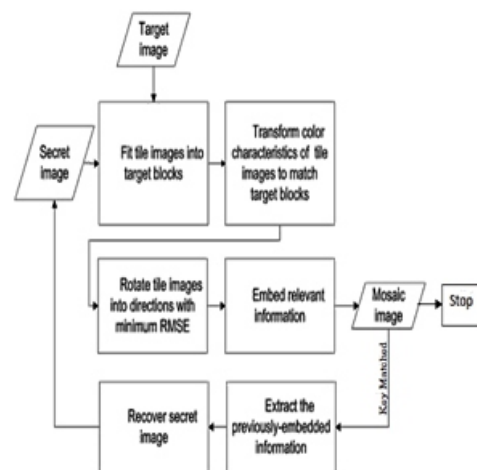 Target
image
Secret
image
Fit tile images into
target blocks
Transform color
characteristics of tile
images to match
target blocks
Rotate tile images
into directions with
minimum RMSE
Embed relevant
information
Mosaic
image
Stop
Key Matched
Extract the
previously-embedded
information
Recover secret
image